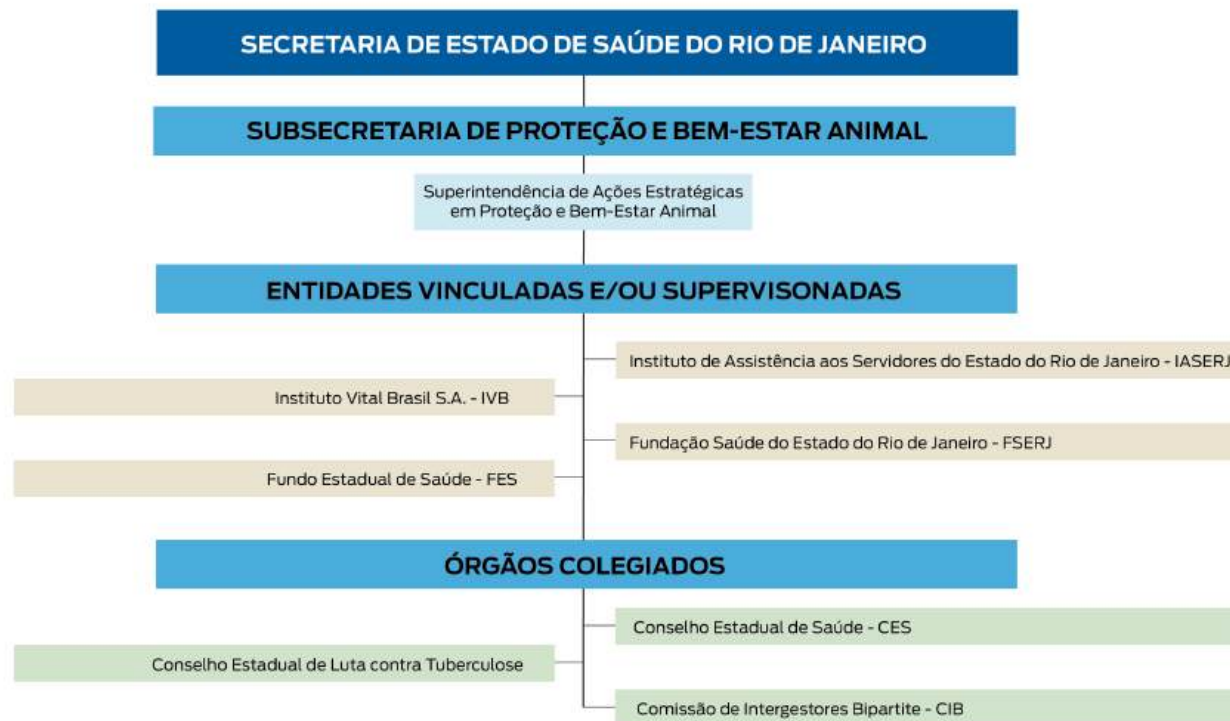 SECRETARIA DE ESTADO DE SAÚDE DO RIO DE JANEIRO
SUBSECRETARIA DE PROTEÇÃO E BEM-ESTAR ANIMAL
Superintendência de Ações Estratégicas
em Proteção e Bem-Estar Animal
ENTIDADES VINCULADAS E/OU SUPERVISONADAS
Instituto de Assistência aos Servidores do Estado do Rio de Janeiro - IASERJ
Instituto Vital Brasil S.A. - IVB
Fundação Saúde do Estado do Rio de Janeiro - FSERJ
Fundo Estadual de Saúde - FES
ÓRGÃOS COLEGIADOS
Conselho Estadual de Saúde - CES
Conselho Estadual de Luta contra Tuberculose
Comissão de Intergestores Bipartite - CIB